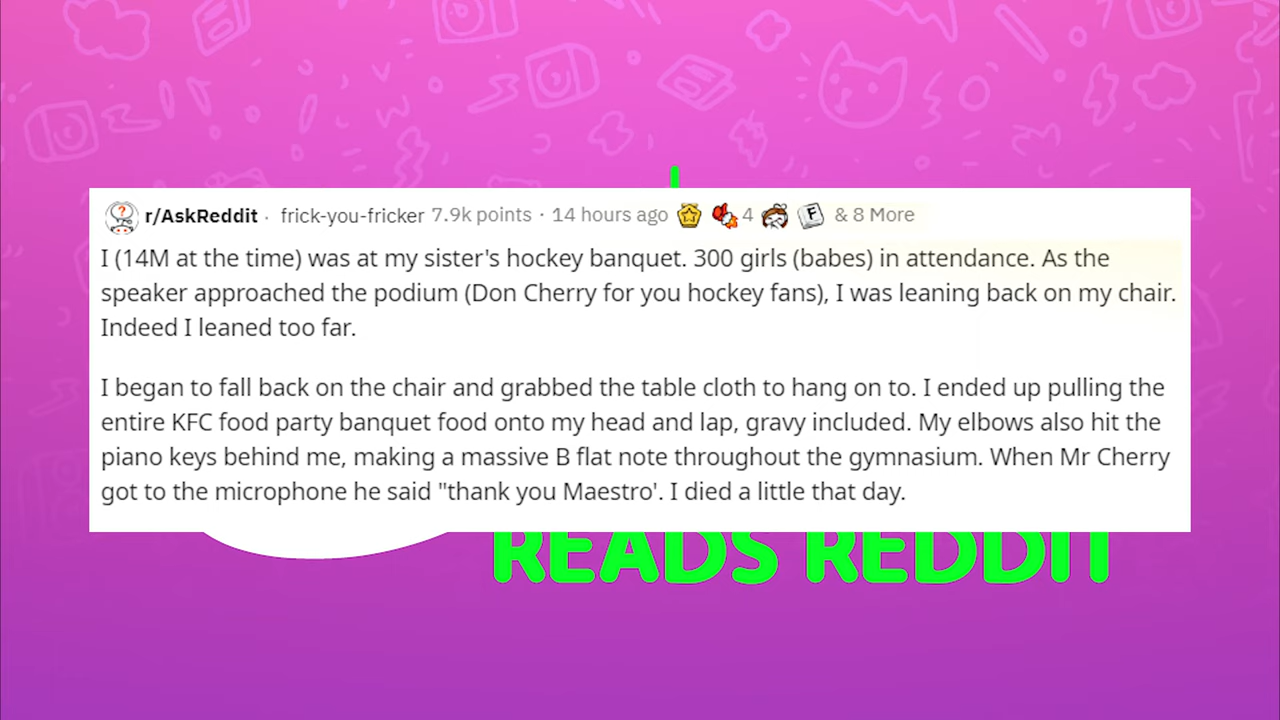 r/AskReddit · frick-you-fricker 7.9k points · 14 hours ago 4 F & 8 More
I (14M at the time) was at my sister's hockey banquet. 300 girls (babes) in attendance. As the
speaker approached the podium (Don Cherry for you hockey fans), I was leaning back on my chair.
Indeed I leaned too far.
I began to fall back on the chair and grabbed the table cloth to hang on to. I ended up pulling the
entire KFC food party banquet food onto my head and lap, gravy included. My elbows also hit the
piano keys behind me, making a massive B flat note throughout the gymnasium. When Mr Cherry
got to the microphone he said "thank you Maestro'. I died a little that day.
READS REDDIT